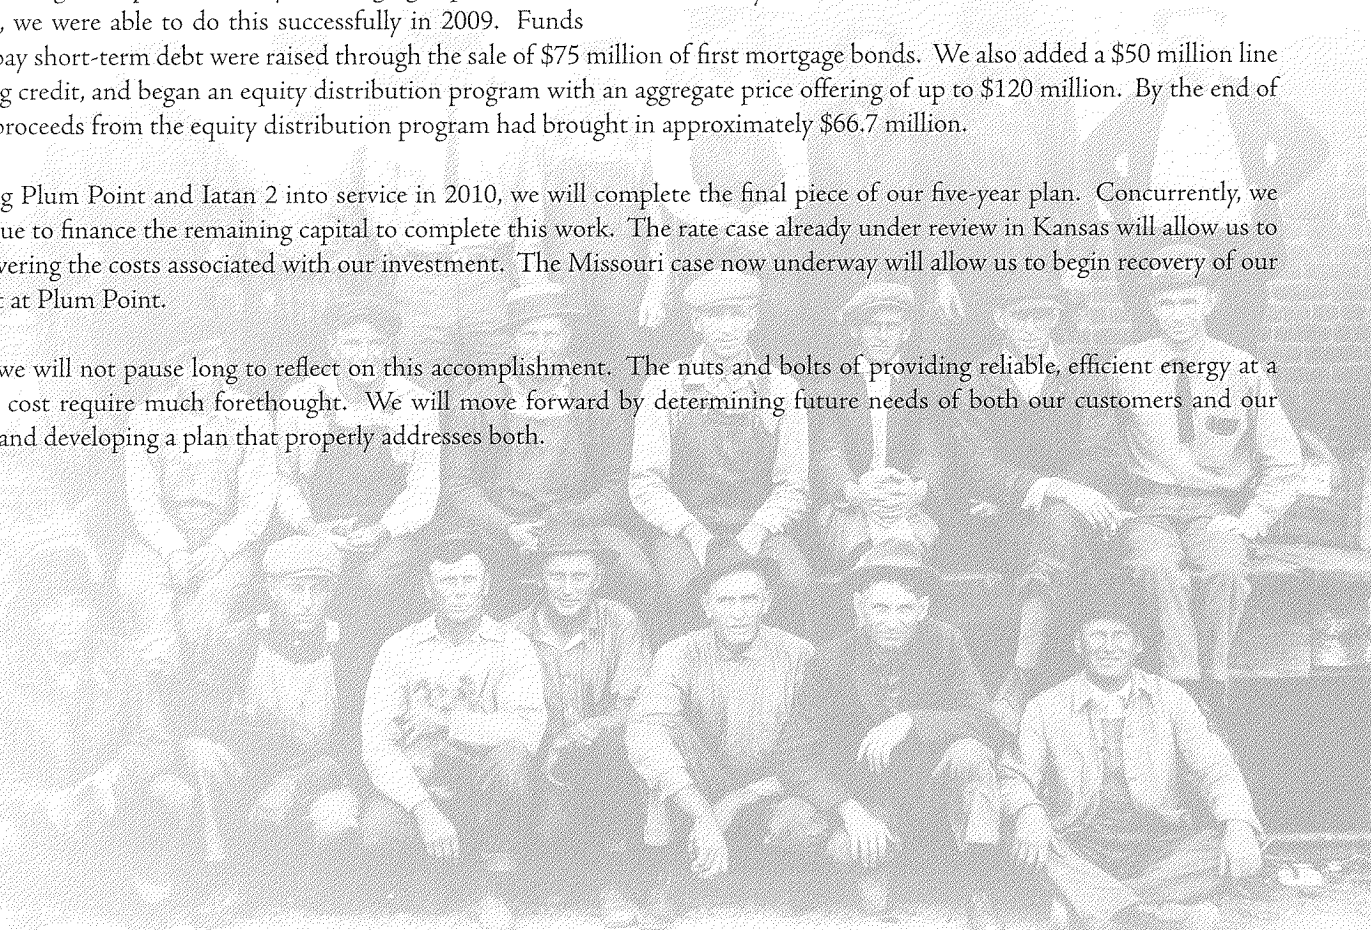 , we were able to do this successfully in 2009. Funds
pay short-term debt were raised through the sale of $75 million of first mortgage bonds. We also added a $50 million line
g credit, and began an equity distribution program with an aggregate price offering of up to $120 million. By the end of
proceeds from the equity distribution program had brought in approximately $66.7 million.
g Plum Point and Iatan 2 into service in 2010, we will complete the final piece of our five-year plan. Concurrently, we
ue to finance the remaining capital to complete this work. The rate case already under review in Kansas will allow us to
vering the costs associated with our investment. The Missouri case now underway will allow us to begin recovery of our
t at Plum Point.
we will not pause long to reflect on this accomplishment. The nuts and bolts of providing reliable, efficient energy at a
cost require much forethought. We will move forward by determining future needs of both our customers and our
and developing a plan that properly addresses both.